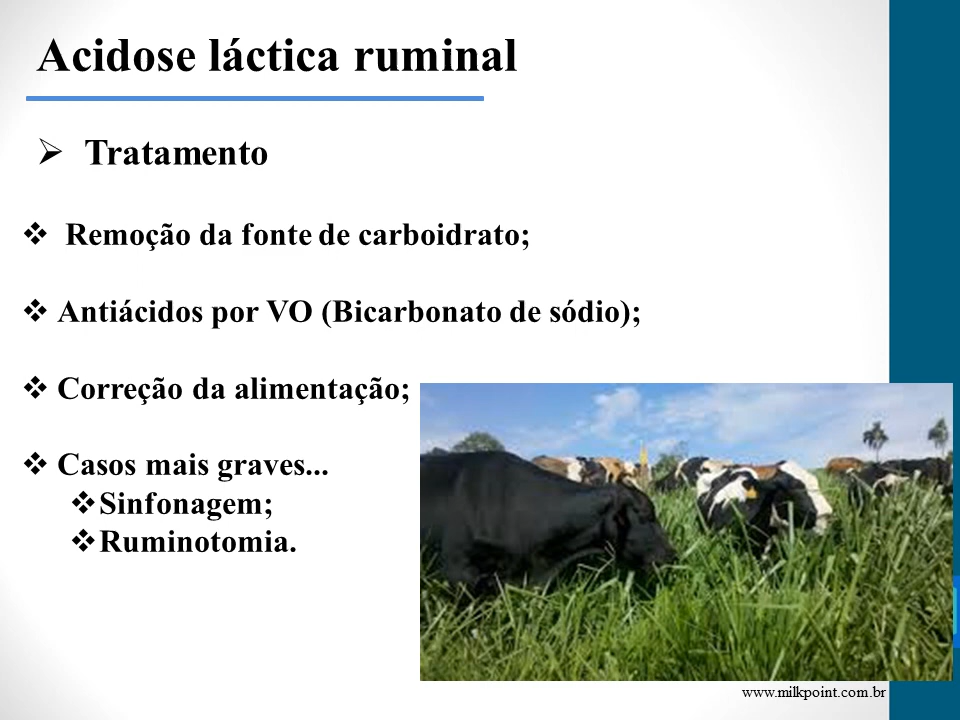 Acidose láctica ruminal
Tratamento
Remoção da fonte de carboidrato;
Antiácidos por VO (Bicarbonato de sódio);
Correção da alimentação;
Casos mais graves...
Sinfonagem;
Ruminotomia.
www.milkpoint.com.br